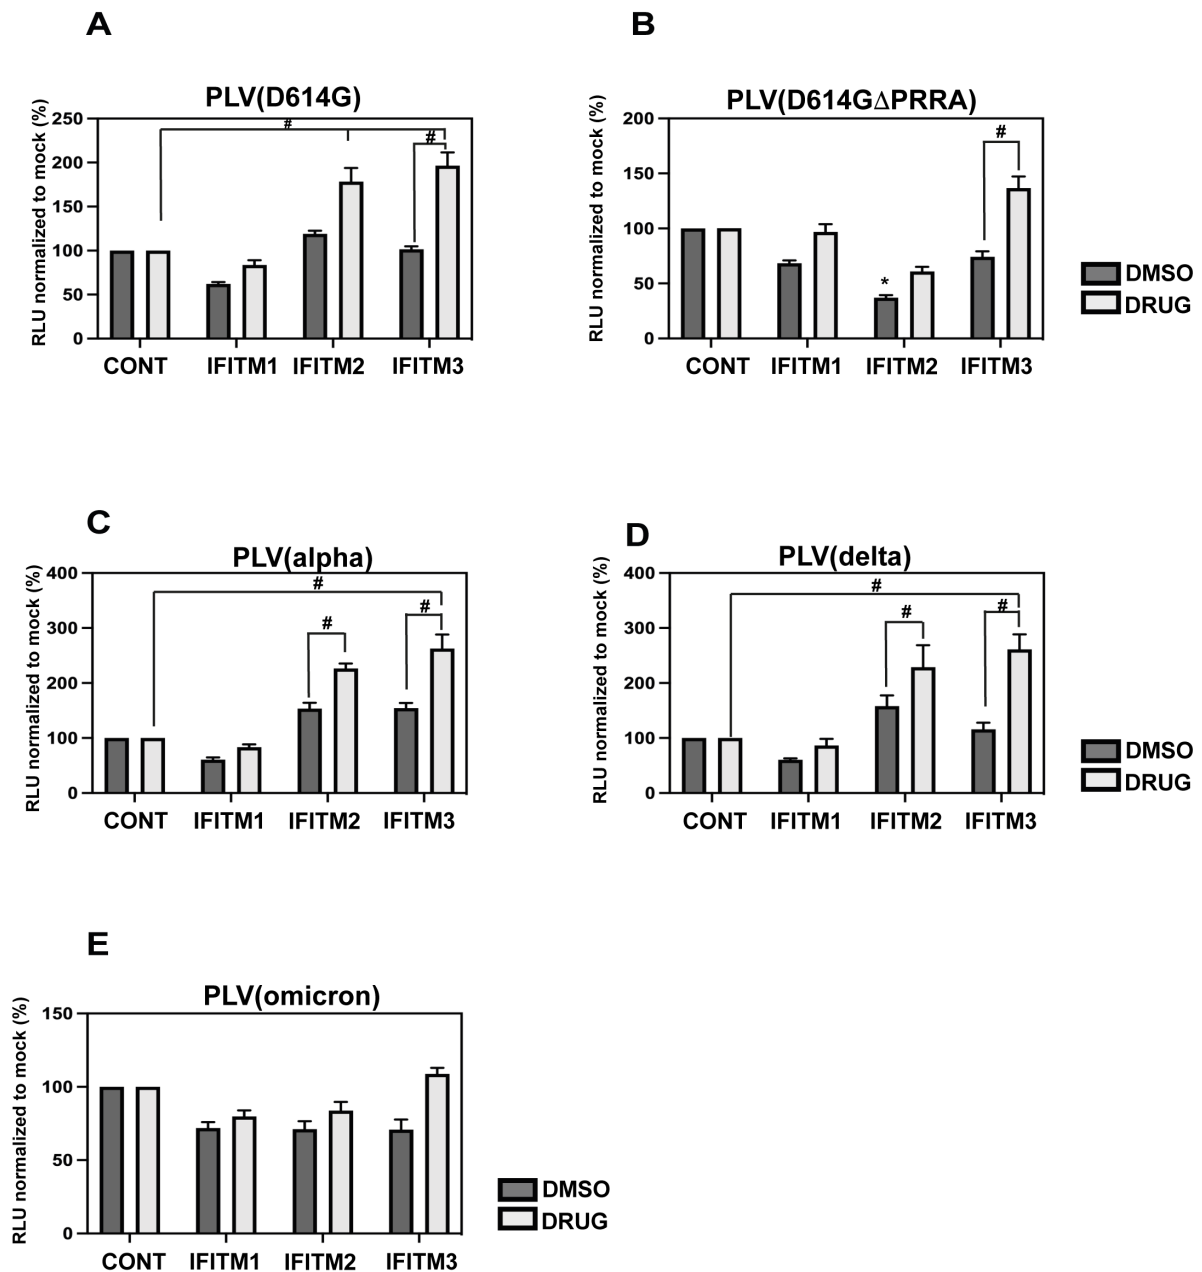 A
PLV(D614G)
RLU normalized to mock (%)
250
200
150
100
50
0
#
#
CONT IFITM1 IFITM2 IFITM3
B
PLV(D614GΔPRRA)
RLU normalized to mock (%)
200
150
100
50
0
*
#
CONT IFITM1 IFITM2 IFITM3
DMSO
DRUG
C
PLV(alpha)
RLU normalized to mock (%)
400
300
200
100
0
#
#
#
CONT IFITM1 IFITM2 IFITM3
D
PLV(delta)
RLU normalized to mock (%)
400
300
200
100
0
#
#
#
CONT IFITM1 IFITM2 IFITM3
DMSO
DRUG
E
PLV(omicron)
RLU normalized to mock (%)
150
100
50
0
CONT IFITM1 IFITM2 IFITM3
DMSO
DRUG